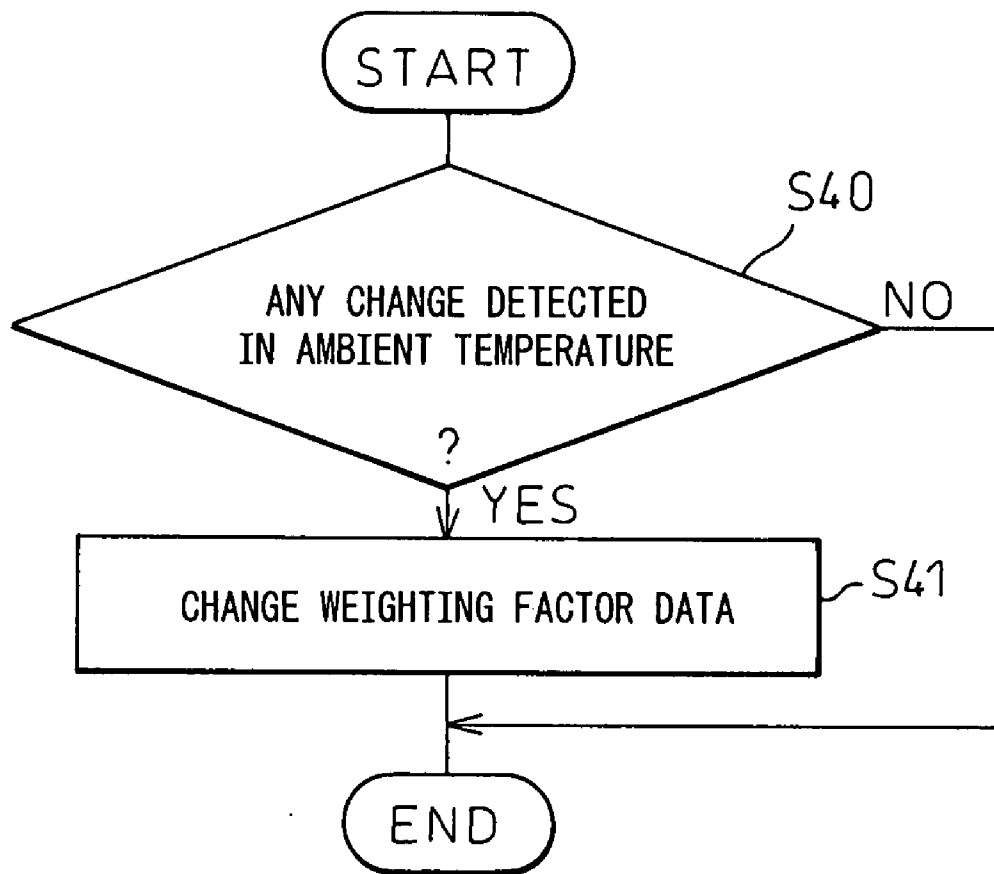 START
S40
ANY CHANGE DETECTED
NO
IN AMBIENT TEMPERATURE
?
YES
CHANGE WEIGHTING FACTOR DATA
S41
END